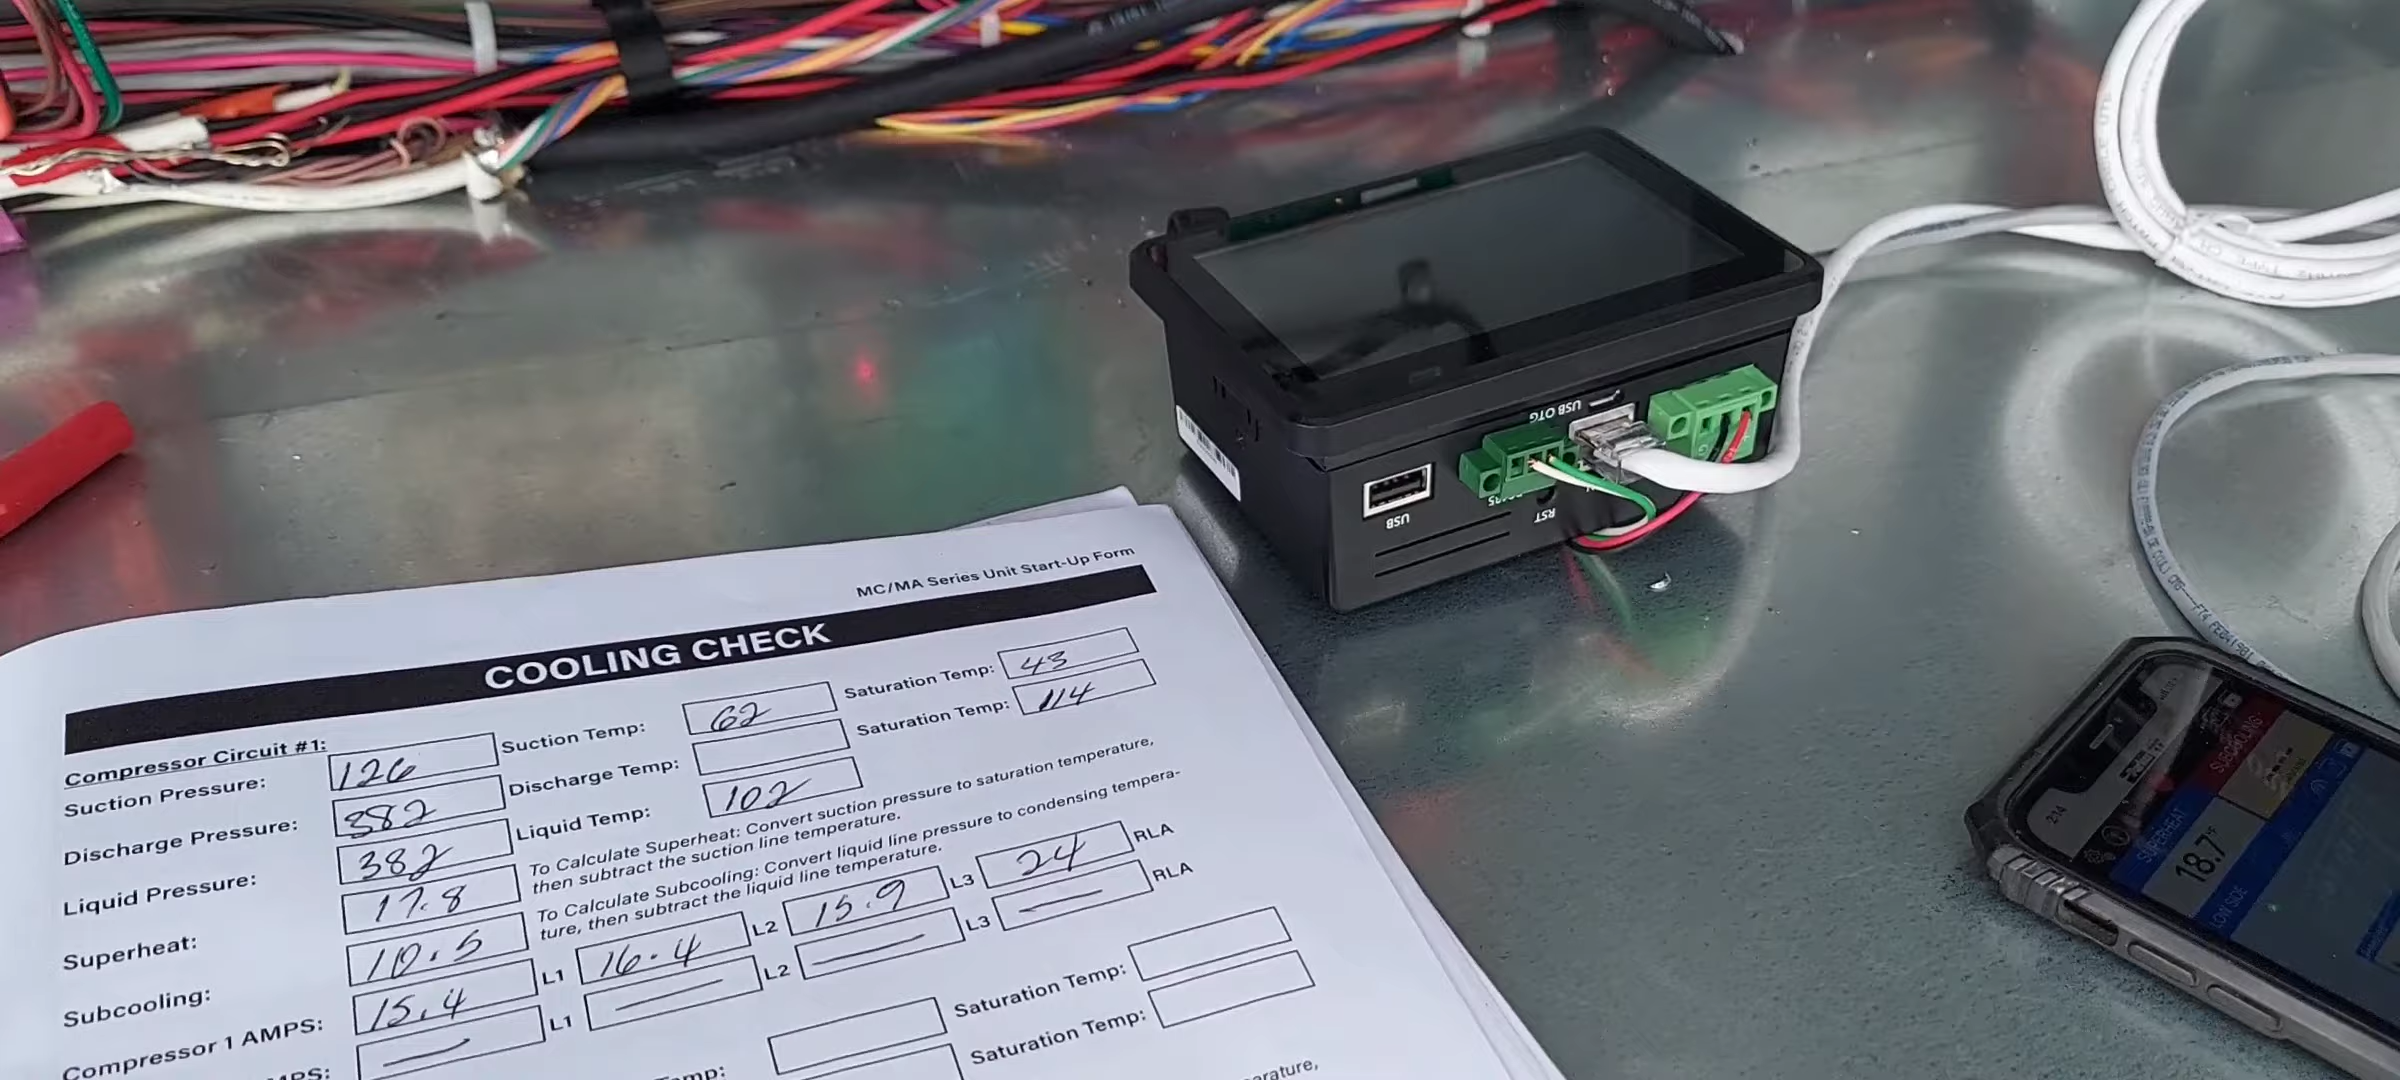 MC/MA Series Unit Start-Up Form
COOLING CHECK
Compressor Circuit #1:
Suction Pressure: 126 Suction Temp: 62 Saturation Temp: 43
Discharge Pressure: 382 Discharge Temp: Saturation Temp: 114
Liquid Pressure: 382 Liquid Temp: 102
Superheat: 17.8
To Calculate Superheat: Convert suction pressure to saturation temperature,
then subtract the suction line temperature.
Subcooling: 10.5
To Calculate Subcooling: Convert liquid line pressure to condensing tempera-
ture, then subtract the liquid line temperature.
Compressor 1 AMPS: 15.4 L1 16.4 L2 15.9 L3 24 RLA
L1 L2 L3 RLA
Saturation Temp:
Saturation Temp:
USB OTG
USB
RST
2:14
SUPERHEAT
18.7 °F
SUBCOOLING
LOW SIDE